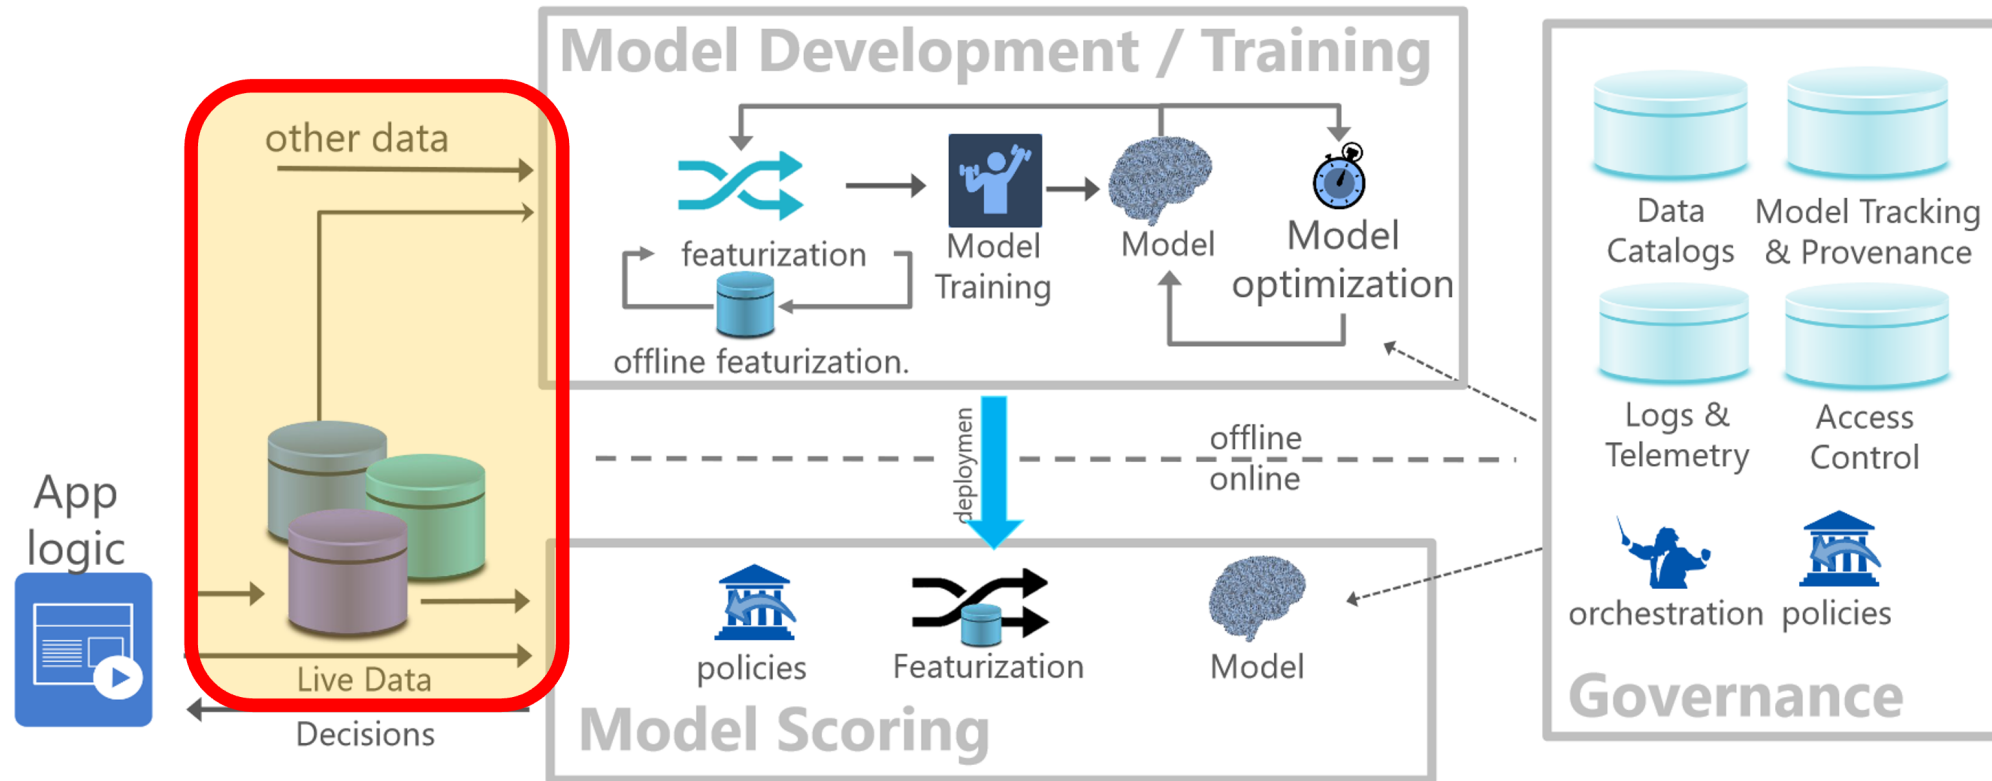 Model Development / Training
other data
featurization
Model
Training
Model
Model
optimization
offline featurization.
deploymen
offline
online
App
logic
Live Data
Decisions
policies
Featurization
Model
Model Scoring
Data
Catalogs
Model Tracking
& Provenance
Logs &
Telemetry
Access
Control
orchestration
policies
Governance